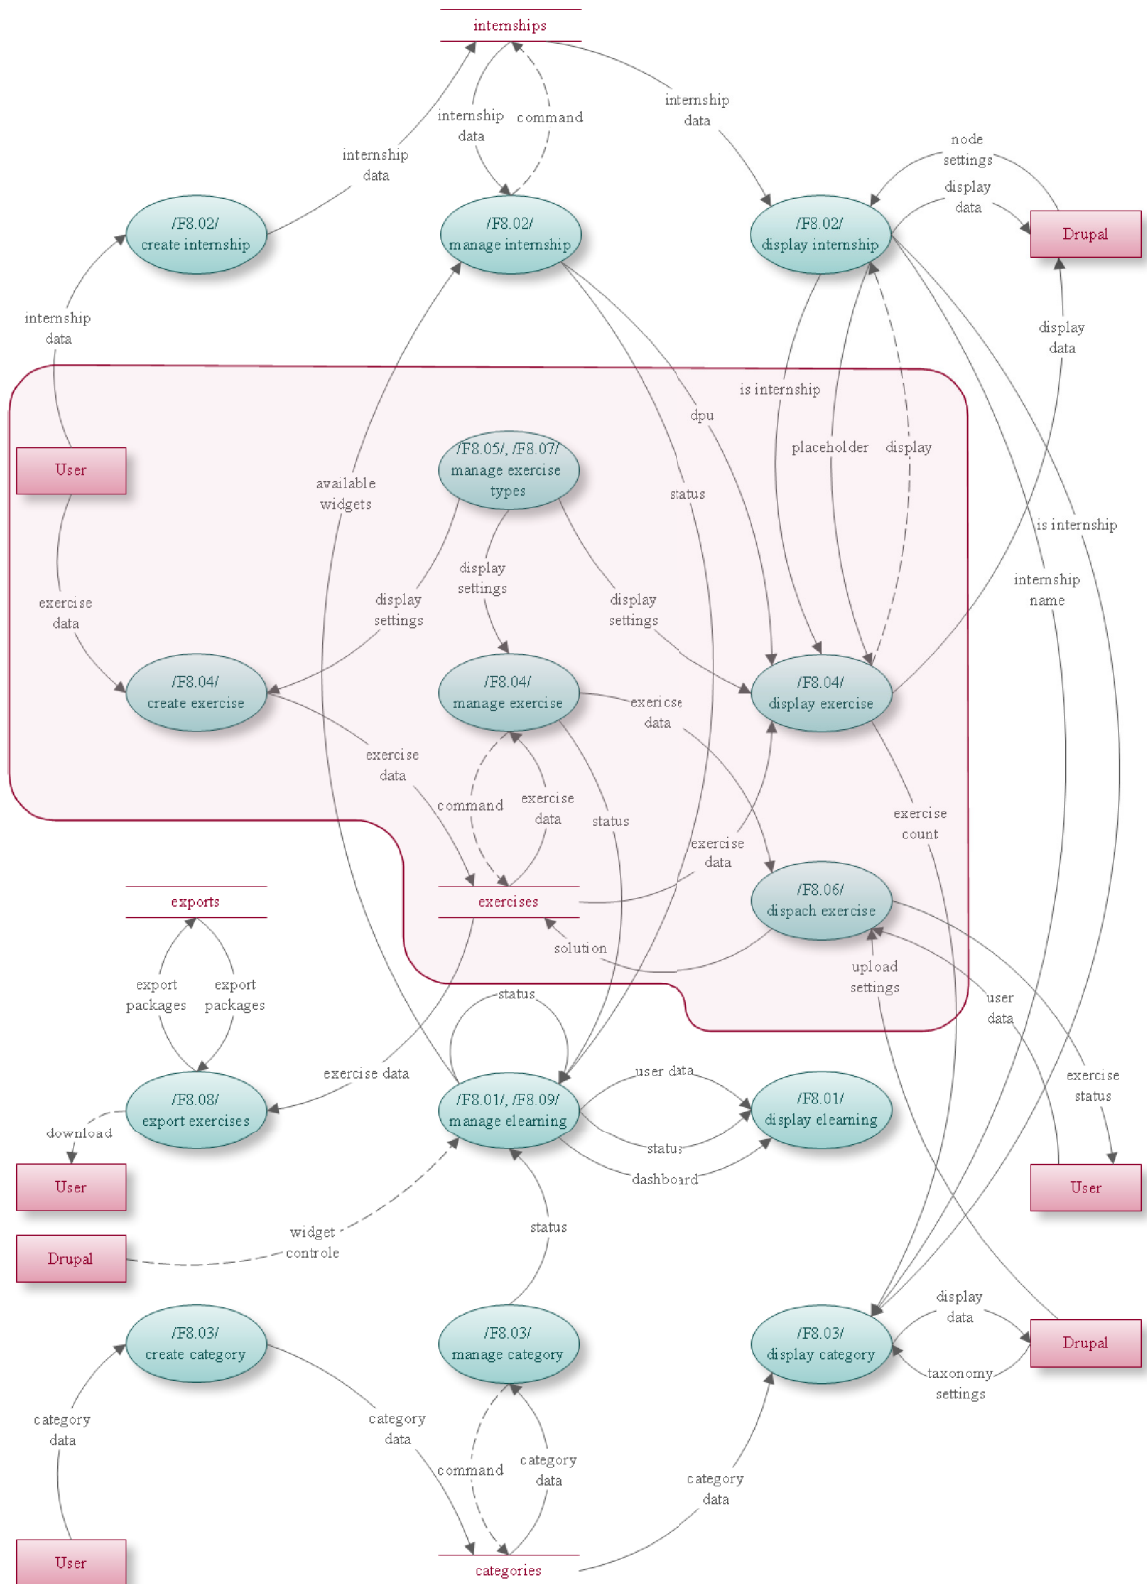 internships
internship
data
command
internship
data
node
settings
internship
data
display
data
/F8.02/
create internship
/F8.02/
manage internship
/F8.02/
display internship
Drupal
internship
data
display
data
is internship
dpu
/F8.05/, /F8.07/
manage exercise
types
User
available
widgets
placeholder
display
status
is internship
internship
name
display
settings
display
settings
display
settings
exercise
data
/F8.04/
create exercise
/F8.04/
manage exercise
exericse
data
/F8.04/
display exercise
exercise
data
command
exercise
data
status
exercise
data
exercise
count
exports
exercises
/F8.06/
dispach exercise
solution
export
packages
export
packages
status
upload
settings
user
data
exercise data
user data
exercise
status
/F8.08/
export exercises
/F8.01/, /F8.09/
manage elearning
/F8.01/
display elearning
download
status
dashboard
User
User
widget
controle
status
Drupal
display
data
/F8.03/
create category
/F8.03/
manage category
/F8.03/
display category
Drupal
taxonomy
settings
category
data
category
data
command
category
data
category
data
User
categories